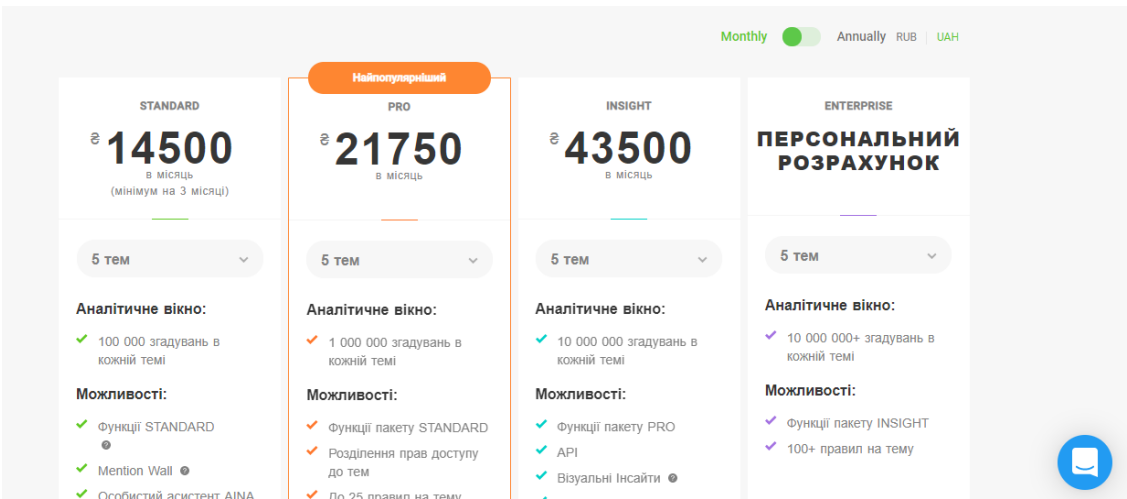 Monthly Annually RUB | UAH
Найпопулярніший
STANDARD
₴ 14500
в місяць
(мінімум на 3 місяці)
5 тем
Аналітичне вікно:
100 000 згадувань в
кожній темі
Можливості:
Функції STANDARD
?
Mention Wall ?
Особистий асистент AINA
PRO
₴ 21750
в місяць
5 тем
Аналітичне вікно:
1 000 000 згадувань в
кожній темі
Можливості:
Функції пакету STANDARD
Розділення прав доступу
до тем
До 25 правил на тему
INSIGHT
₴ 43500
в місяць
5 тем
Аналітичне вікно:
10 000 000 згадувань в
кожній темі
Можливості:
Функції пакету PRO
API
Візуальні Інсайти ?
ENTERPRISE
ПЕРСОНАЛЬНИЙ
РОЗРАХУНОК
5 тем
Аналітичне вікно:
10 000 000+ згадувань в
кожній темі
Можливості:
Функції пакету INSIGHT
100+ правил на тему